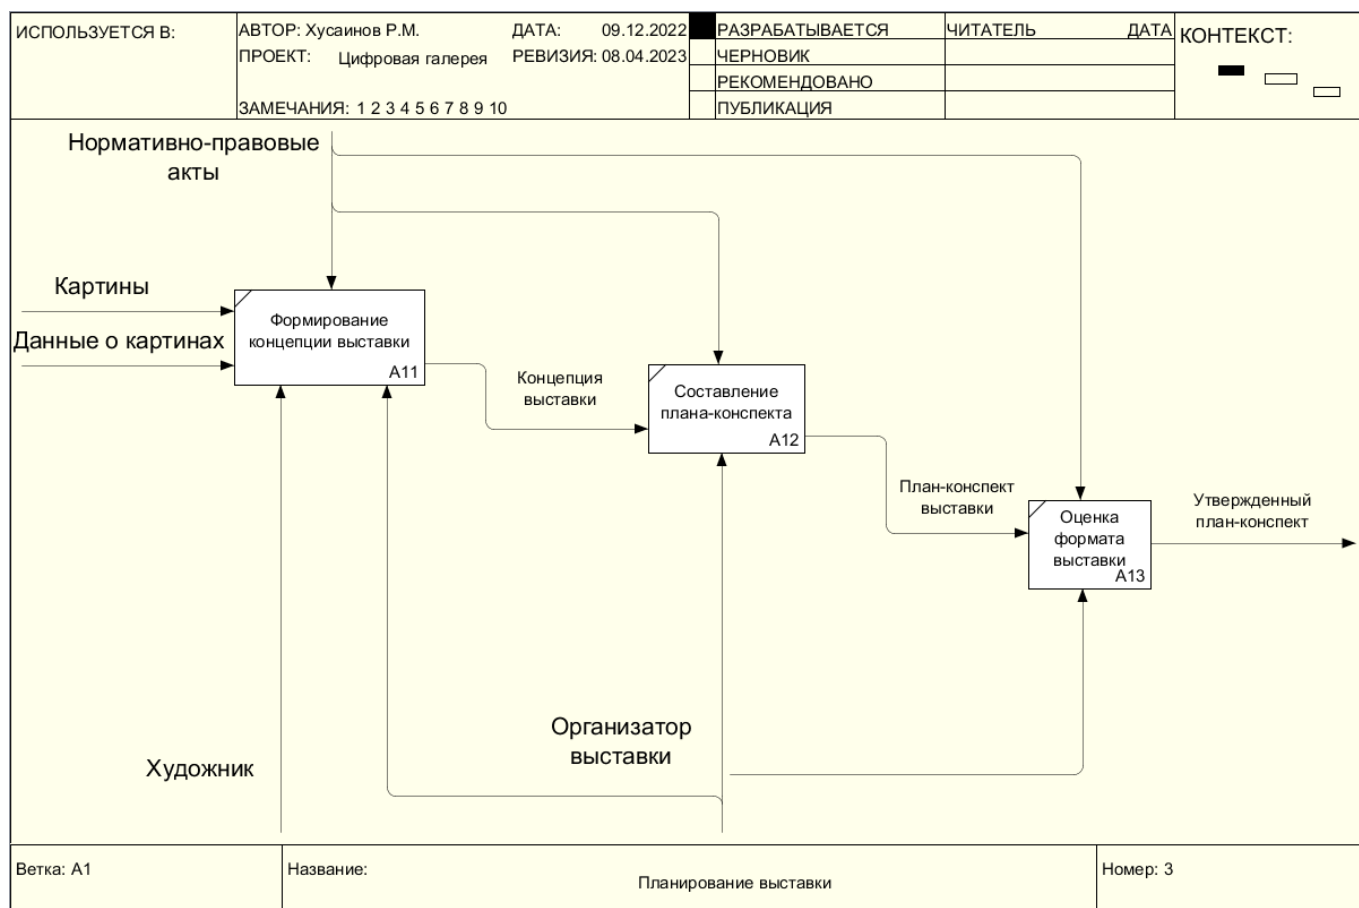 ИСПОЛЬЗУЕТСЯ В:
АВТОР: Хусаинов Р.М.
ДАТА: 09.12.2022
ПРОЕКТ: Цифровая галерея
РЕВИЗИЯ: 08.04.2023
ЗАМЕЧАНИЯ: 1 2 3 4 5 6 7 8 9 10
РАЗРАБАТЫВАЕТСЯ
ЧЕРНОВИК
РЕКОМЕНДОВАНО
ПУБЛИКАЦИЯ
ЧИТАТЕЛЬ
ДАТА
КОНТЕКСТ:
Нормативно-правовые
акты
Картины
Данные о картинах
Формирование
концепции выставки
A11
Концепция
выставки
Составление
плана-конспекта
A12
План-конспект
выставки
Оценка
формата
выставки
A13
Утвержденный
план-конспект
Организатор
выставки
Художник
Ветка: A1
Название:
Планирование выставки
Номер: 3